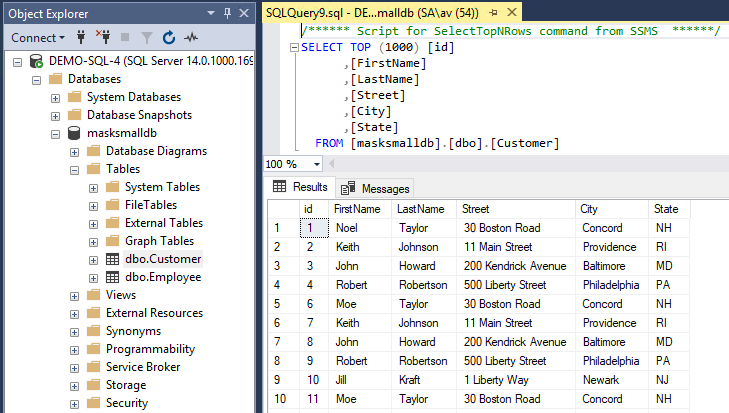 Object Explorer
Connect
DEMO-SQL-4 (SQL Server 14.0.1000.169
Databases
System Databases
Database Snapshots
masksmalldb
Database Diagrams
Tables
System Tables
FileTables
External Tables
Graph Tables
dbo.Customer
dbo.Employee
Views
External Resources
Synonyms
Programmability
Service Broker
Storage
Security
SQLQuery9.sql - DE...malldb (SA\av (54))
/****** Script for SelectTopNRows command from SSMS ******/
SELECT TOP (1000) [id]
,[FirstName]
,[LastName]
,[Street]
,[City]
,[State]
FROM [masksmalldb].[dbo].[Customer]
100 %
Results Messages
id FirstName LastName Street City State
1 1 Noel Taylor 30 Boston Road Concord NH
2 2 Keith Johnson 11 Main Street Providence RI
3 3 John Howard 200 Kendrick Avenue Baltimore MD
4 4 Robert Robertson 500 Liberty Street Philadelphia PA
5 6 Moe Taylor 30 Boston Road Concord NH
6 7 Keith Johnson 11 Main Street Providence RI
7 8 John Howard 200 Kendrick Avenue Baltimore MD
8 9 Robert Robertson 500 Liberty Street Philadelphia PA
9 10 Jill Kraft 1 Liberty Way Newark NJ
10 11 Moe Taylor 30 Boston Road Concord NH